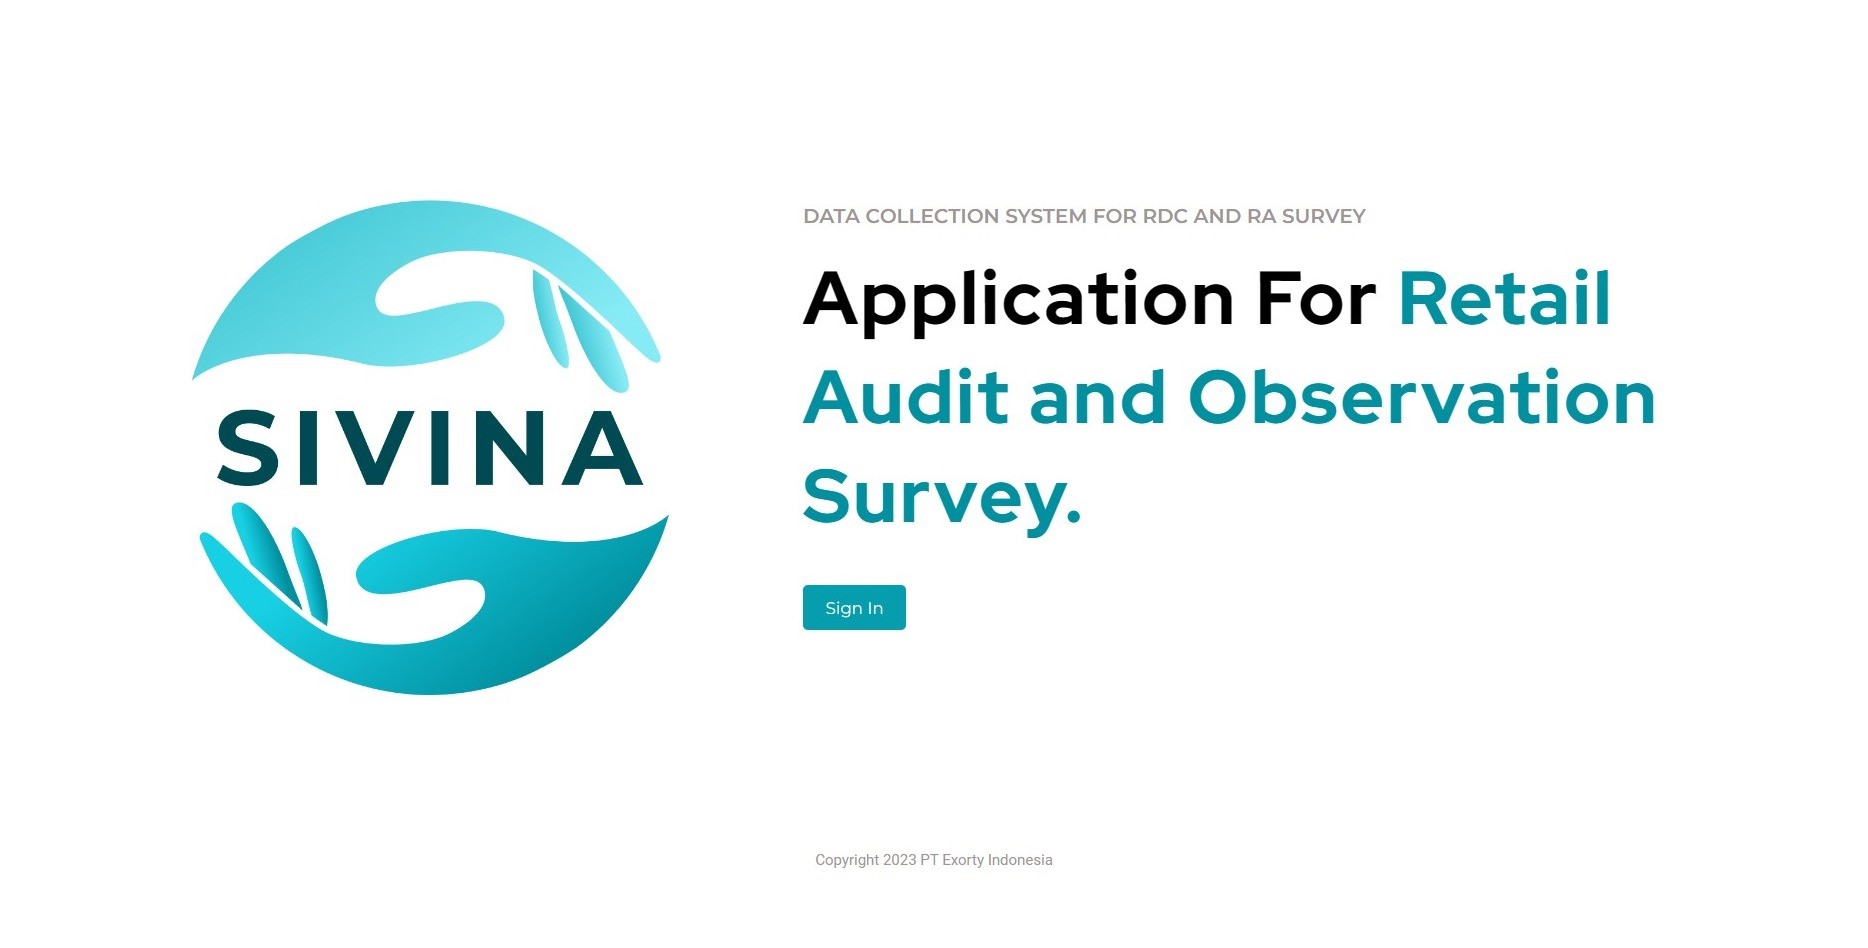 SIVINA
DATA COLLECTION SYSTEM FOR RDC AND RA SURVEY
Application For Retail
Audit and Observation
Survey.
Sign In
Copyright 2023 PT Exorty Indonesia